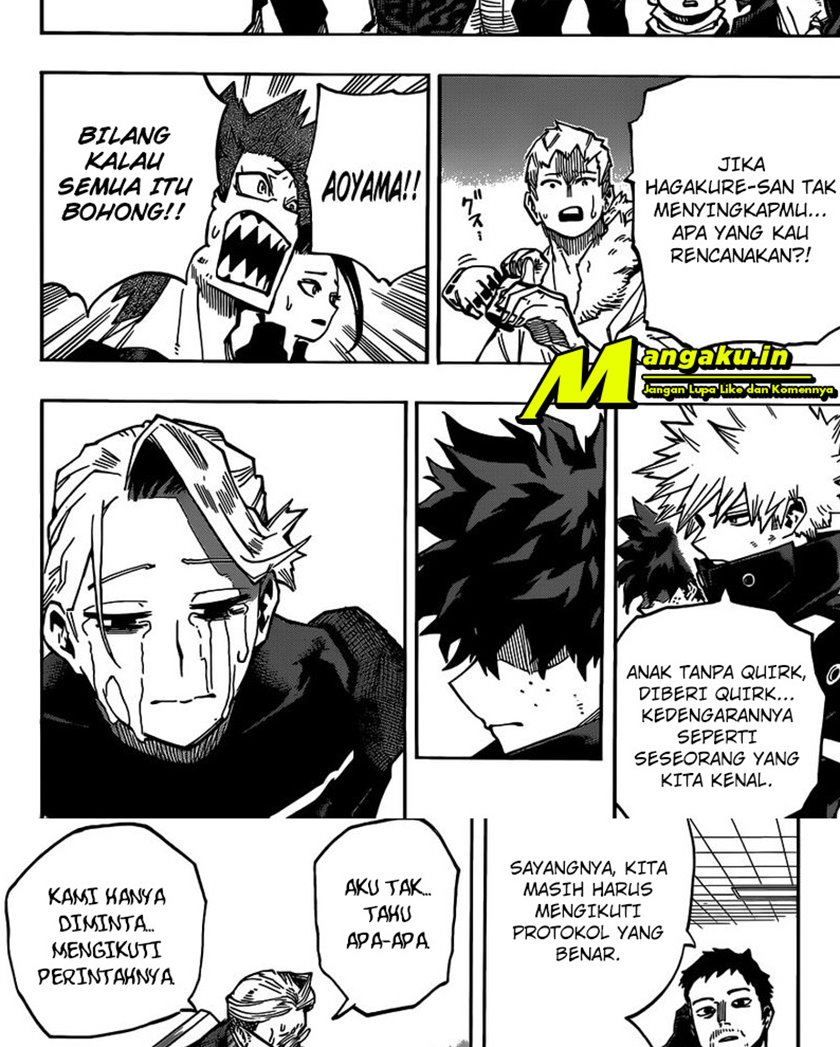 JIKA
HAGAKURE-SAN TAK
MENYINGKAPMU...
APA YANG KAU
RENCANAKAN?!
グス...
AOYAMA!!
BILANG
KALAU
SEMUA ITU
BOHONG!!
Mangaku.in
Jangan Lupa Like dan Komennya
ANAK TANPA QUIRK,
DIBERI QUIRK...
KEDENGARANNYA
SEPERTI
SESEORANG YANG
KITA KENAL.
SAYANGNYA, KITA
MASIH HARUS
MENGIKUTI
PROTOKOL YANG
BENAR.
AKU TAK...
TAHU
APA-APA.
KAMI HANYA
DIMINTA...
MENGIKUTI
PERINTAHNYA.